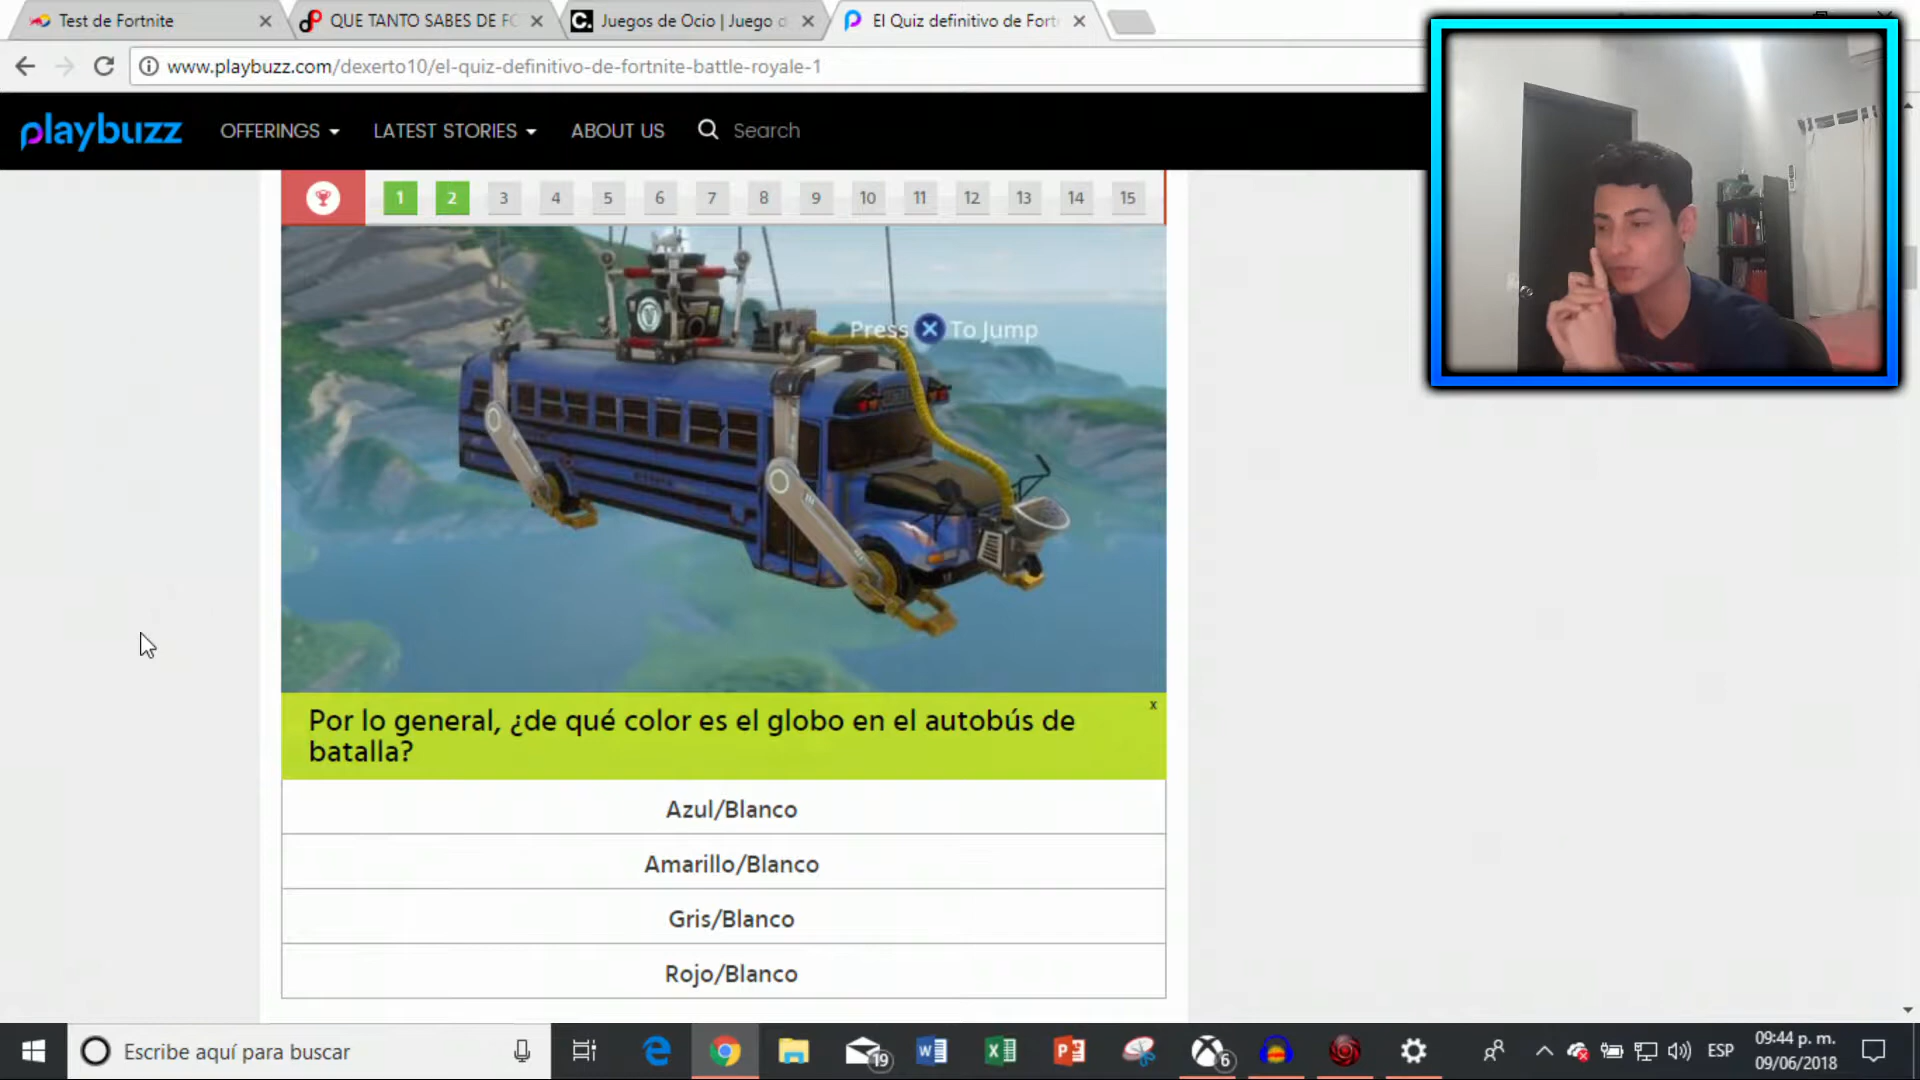 Test de Fortnite
QUE TANTO SABES DE FO
Juegos de Ocio | Juego d
El Quiz definitivo de Fort
www.playbuzz.com/dexerto10/el-quiz-definitivo-de-fortnite-battle-royale-1
playbuzz OFFERINGS LATEST STORIES ABOUT US Search
1 2 3 4 5 6 7 8 9 10 11 12 13 14 15
Press X To Jump
Por lo general, ¿de qué color es el globo en el autobús de
batalla?
x
Azul/Blanco
Amarillo/Blanco
Gris/Blanco
Rojo/Blanco
Escribe aquí para buscar
19
6
ESP
09:44 p. m.
09/06/2018